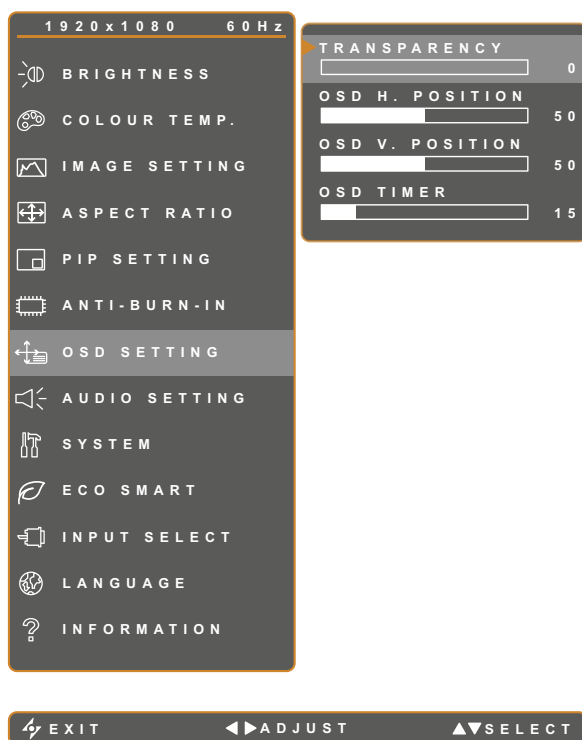 1920x1080 60Hz
BRIGHTNESS
COLOUR TEMP.
IMAGE SETTING
ASPECT RATIO
PIP SETTING
ANTI-BURN-IN
OSD SETTING
AUDIO SETTING
SYSTEM
ECO SMART
INPUT SELECT
LANGUAGE
INFORMATION
TRANSPARENCY
0
OSD H. POSITION
50
OSD V. POSITION
50
OSD TIMER
15
EXIT ADJUST SELECT